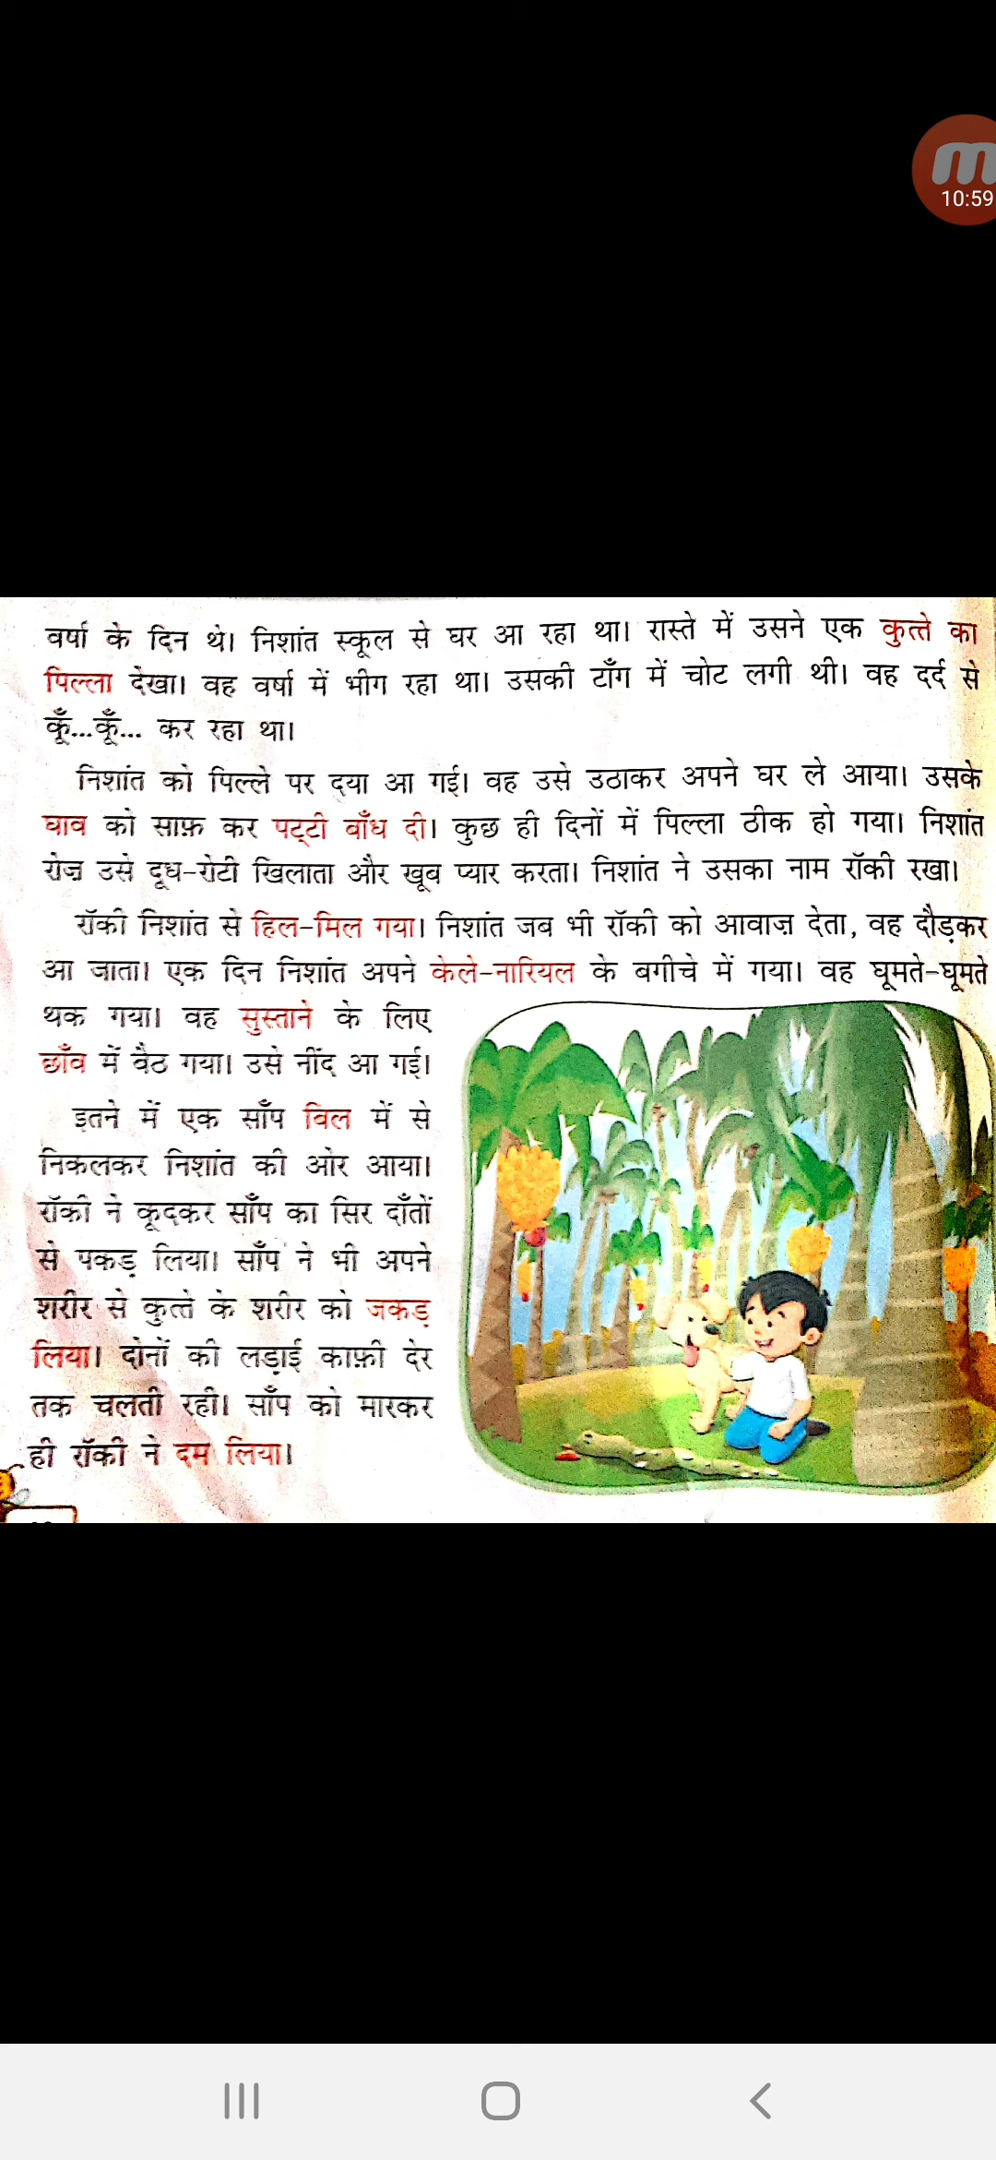 10:59
वर्षा के दिन थे। निशांत स्कूल से घर आ रहा था। रास्ते में उसने एक कुत्ते का
पिल्ला देखा। वह वर्षा में भीग रहा था। उसकी टाँग में चोट लगी थी। वह दर्द से
कूँ...कूँ... कर रहा था।
निशांत को पिल्ले पर दया आ गई। वह उसे उठाकर अपने घर ले आया। उसके
घाव को साफ़ कर पट्टी बाँध दी। कुछ ही दिनों में पिल्ला ठीक हो गया। निशांत
रोज़ उसे दूध-रोटी खिलाता और खूब प्यार करता। निशांत ने उसका नाम रॉकी रखा।
रॉकी निशांत से हिल-मिल गया। निशांत जब भी रॉकी को आवाज़ देता, वह दौड़कर
आ जाता। एक दिन निशांत अपने केले-नारियल के बगीचे में गया। वह घूमते-घूमते
थक गया। वह सुस्ताने के लिए
छाँव में बैठ गया। उसे नींद आ गई।
इतने में एक साँप बिल में से
निकलकर निशांत की ओर आया।
रॉकी ने कूदकर साँप का सिर दाँतों
से पकड़ लिया। साँप ने भी अपने
शरीर से कुत्ते के शरीर को जकड़
लिया। दोनों की लड़ाई काफ़ी देर
तक चलती रही। साँप को मारकर
ही रॉकी ने दम लिया।